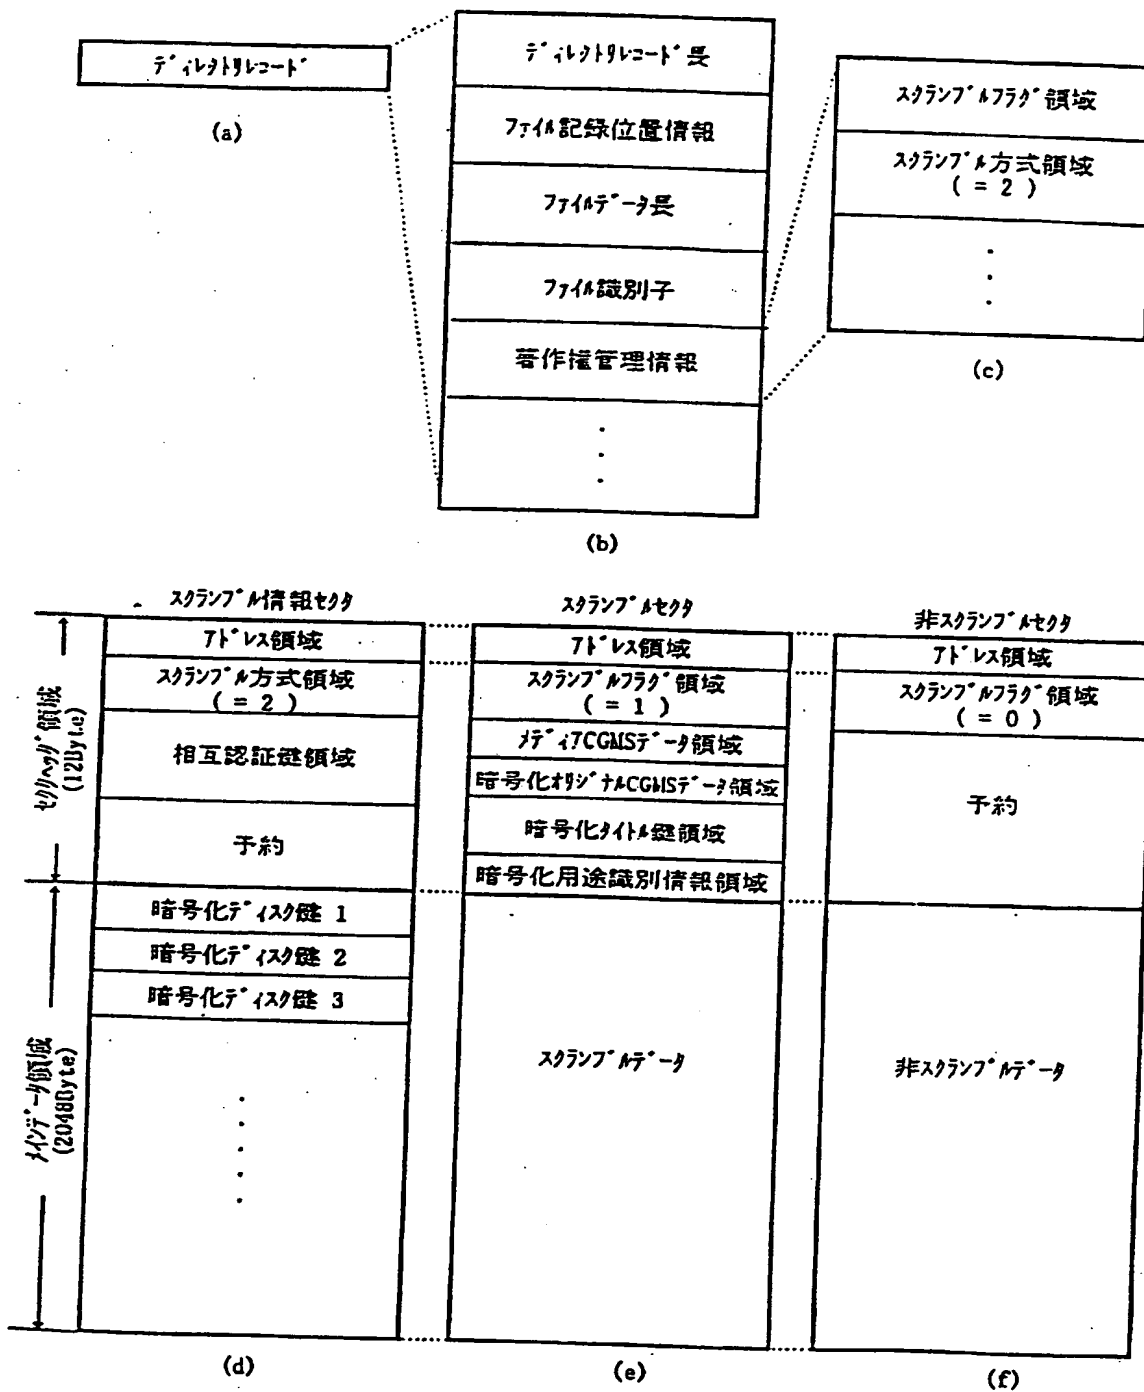 ディレクトリレコード
(a)
ディレクトリレコード長
ファイル記録位置情報
ファイルデータ長
ファイル識別子
著作権管理情報
(b)
スクランブルフラグ領域
スクランブル方式領域
( = 2 )
(c)
スクランブル情報セクタ
スクランブルセクタ
非スクランブルセクタ
セクタヘッダ領域
(12Byte)
メインデータ領域
(2048Byte)
アドレス領域
スクランブル方式領域
( = 2 )
相互認証鍵領域
予約
暗号化ディスク鍵 1
暗号化ディスク鍵 2
暗号化ディスク鍵 3
(d)
アドレス領域
スクランブルフラグ領域
( = 1 )
メディアCGMSデータ領域
暗号化オリジナルCGMSデータ領域
暗号化タイトル鍵領域
暗号化用途識別情報領域
スクランブルデータ
(e)
アドレス領域
スクランブルフラグ領域
( = 0 )
予約
非スクランブルデータ
(f)